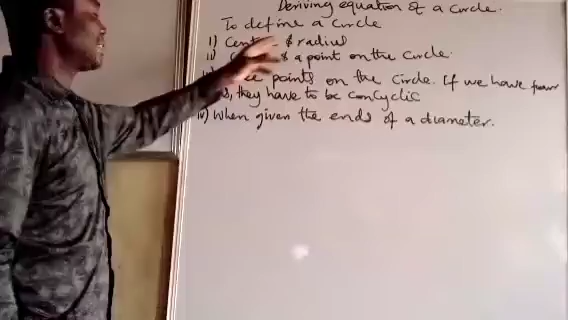 Deriving equation of a circle.
To define a circle
i) Cent & radius
ii) & a point on the circle.
points on the circle. If we have four
s, they have to be concyclic
iv) When given the ends of a diameter.